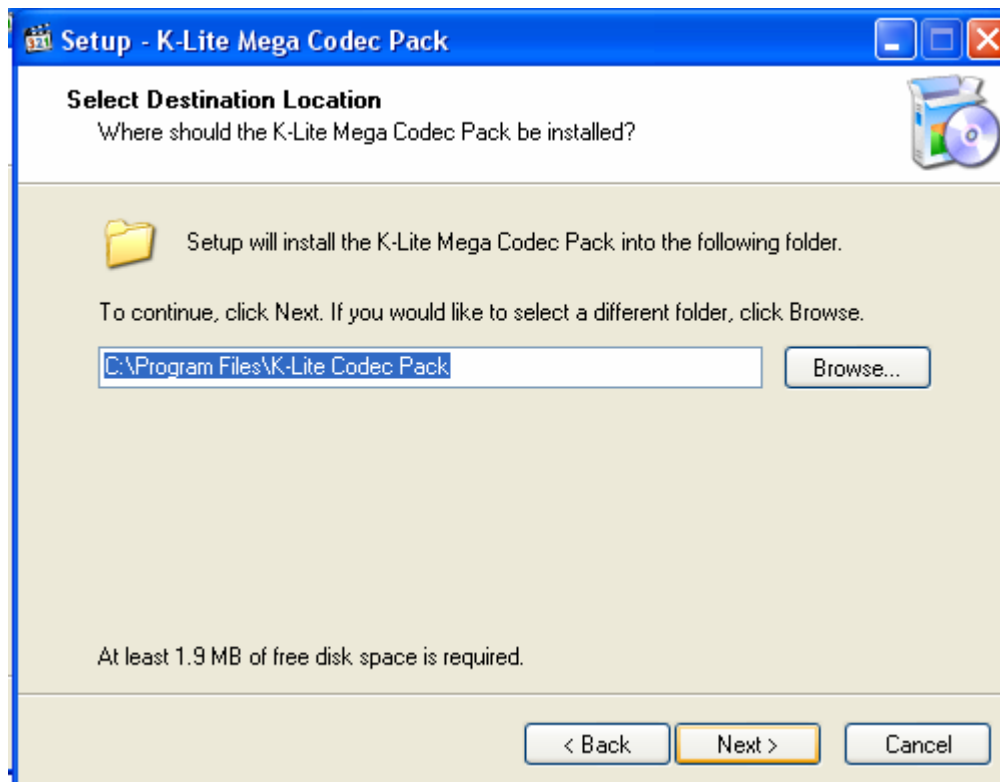 Setup - K-Lite Mega Codec Pack
Select Destination Location
Where should the K-Lite Mega Codec Pack be installed?
Setup will install the K-Lite Mega Codec Pack into the following folder.
To continue, click Next. If you would like to select a different folder, click Browse.
C:\Program Files\K-Lite Codec Pack
Browse...
At least 1.9 MB of free disk space is required.
< Back
Next >
Cancel